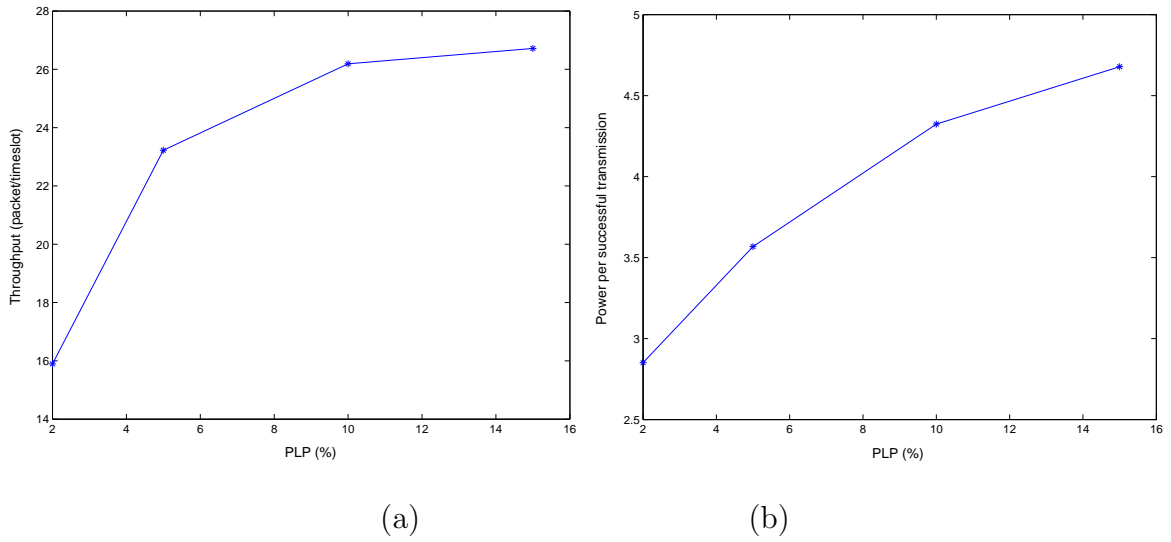 28
26
24
22
20
18
16
14
Throughput (packet/timeslot)
2 4 6 8 10 12 14 16
PLP (%)
(a)
5
4.5
4
3.5
3
2.5
Power per successful transmission
2 4 6 8 10 12 14 16
PLP (%)
(b)